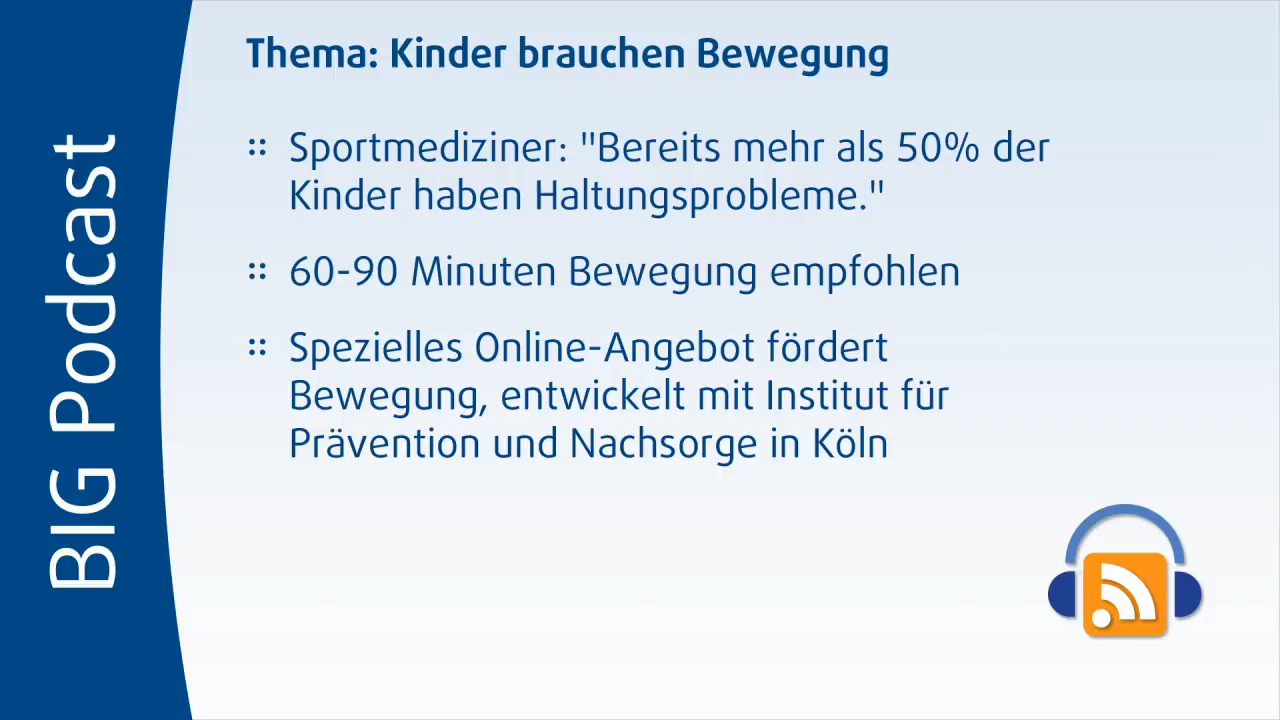 BIG Podcast
Thema: Kinder brauchen Bewegung
:: Sportmediziner: "Bereits mehr als 50% der
Kinder haben Haltungsprobleme."
:: 60-90 Minuten Bewegung empfohlen
:: Spezielles Online-Angebot fördert
Bewegung, entwickelt mit Institut für
Prävention und Nachsorge in Köln